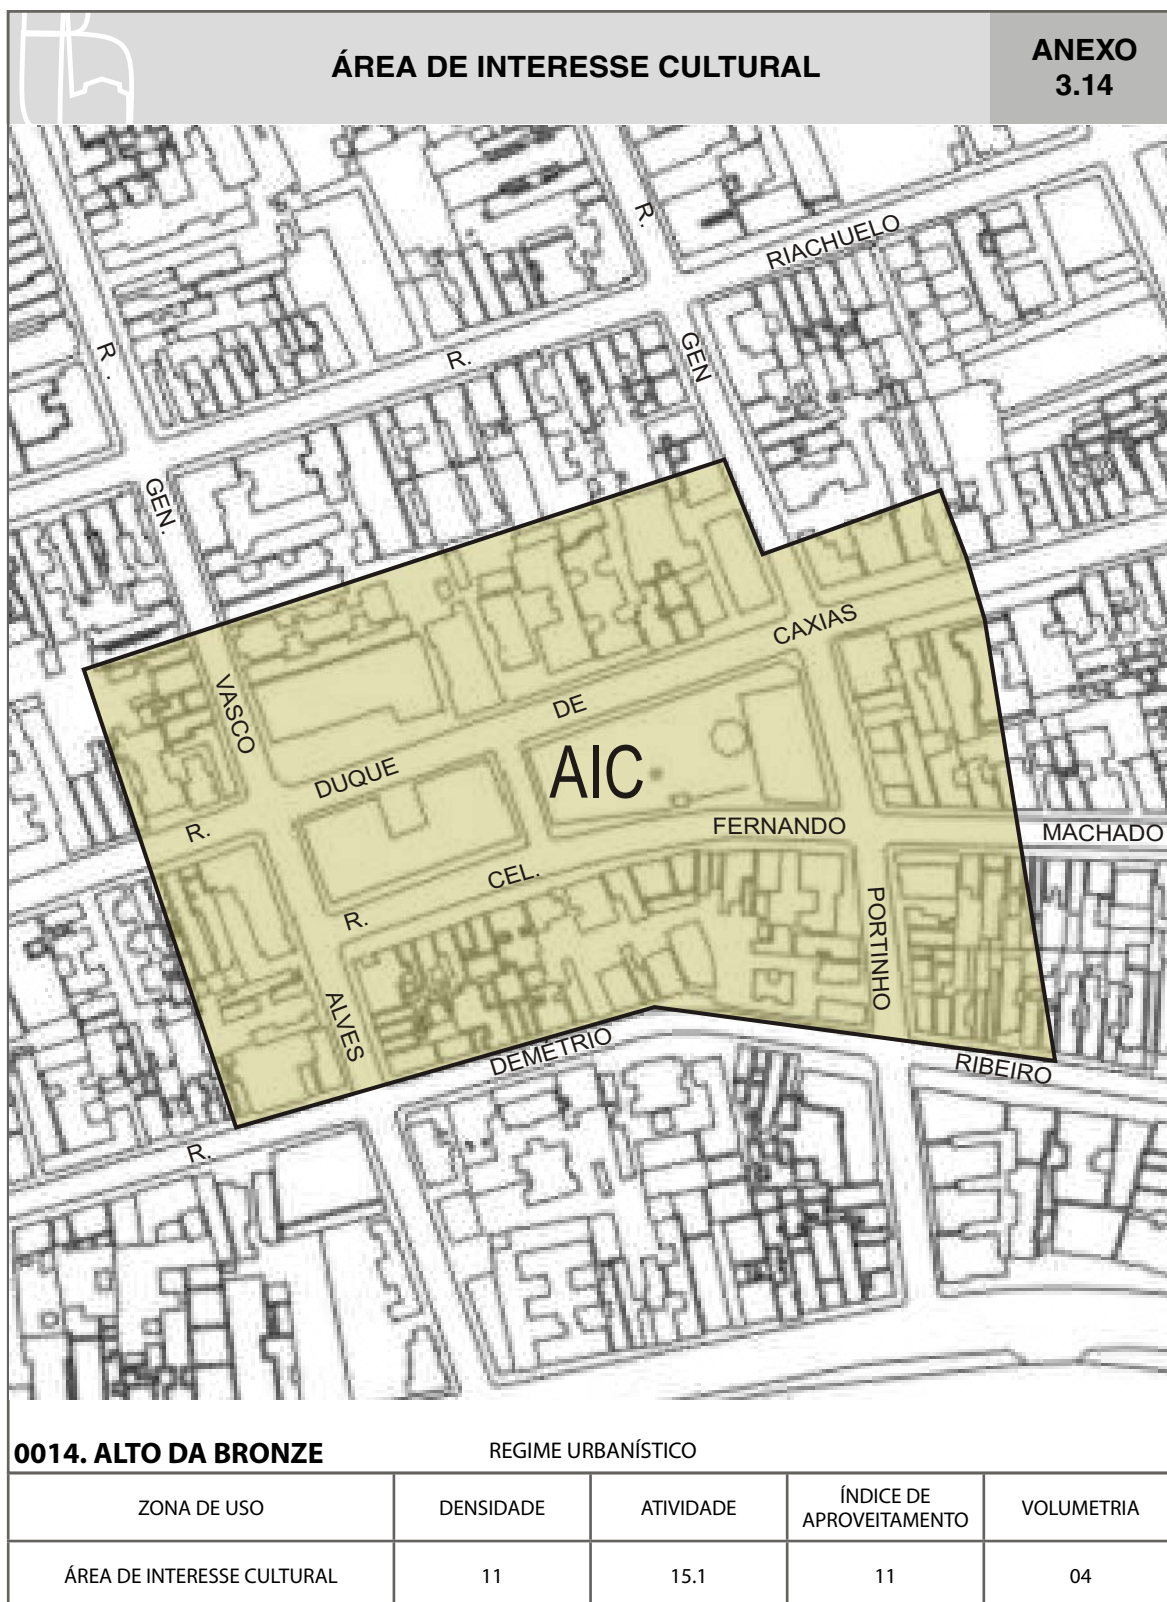 ÁREA DE INTERESSE CULTURAL
ANEXO
3.14
R.
RIACHUELO
R.
R.
GEN
GEN.
CAXIAS
VASCO
DE
DUQUE
AIC
R.
FERNANDO
MACHADO
CEL.
R.
PORTINHO
ALVES
DEMÉTRIO
RIBEIRO
R.
0014. ALTO DA BRONZE
REGIME URBANÍSTICO
ZONA DE USO
DENSIDADE
ATIVIDADE
ÍNDICE DE
APROVEITAMENTO
VOLUMETRIA
ÁREA DE INTERESSE CULTURAL
11
15.1
11
04